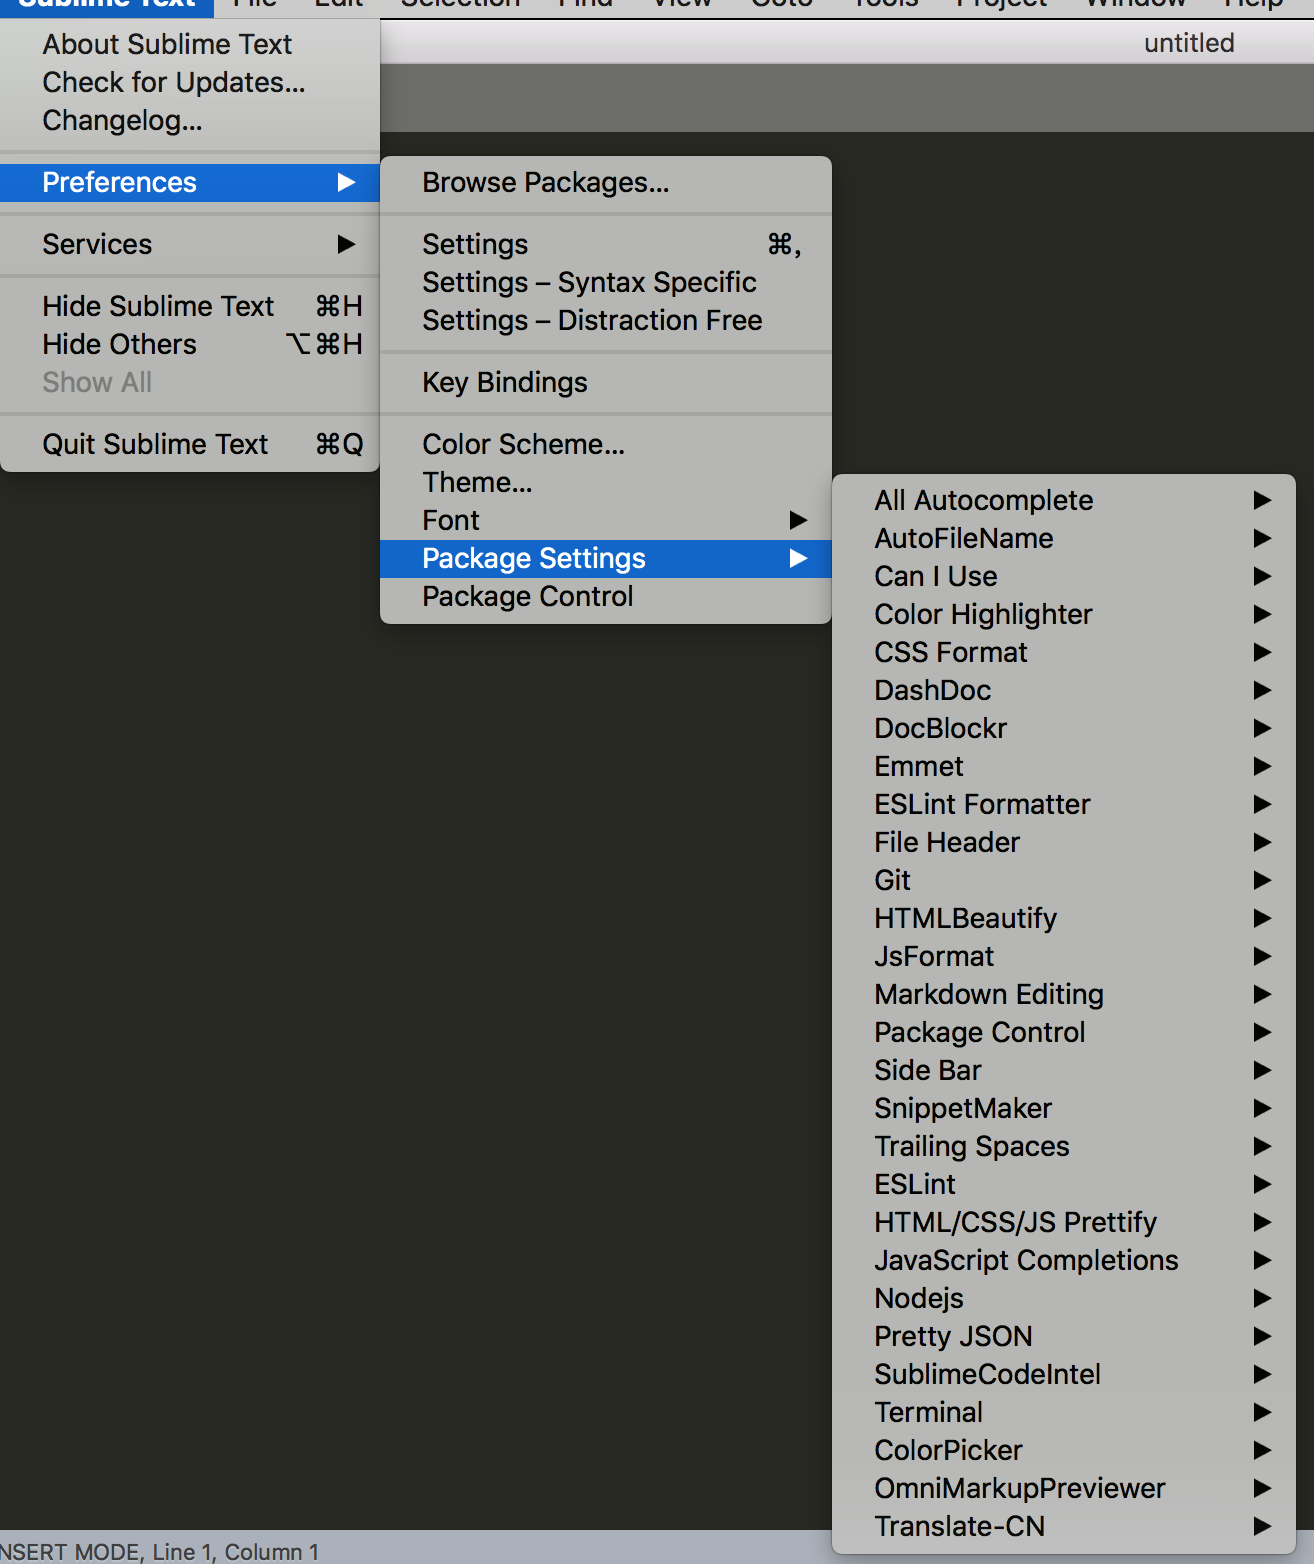 Sublime Text File Edit Selection Find View Goto Tools Project Window Help
untitled
About Sublime Text
Check for Updates...
Changelog...
Preferences ▶
Services ▶
Hide Sublime Text ⌘H
Hide Others ⌥⌘H
Show All
Quit Sublime Text ⌘Q
Browse Packages...
Settings ⌘,
Settings – Syntax Specific
Settings – Distraction Free
Key Bindings
Color Scheme...
Theme...
Font ▶
Package Settings ▶
Package Control
All Autocomplete ▶
AutoFileName ▶
Can I Use ▶
Color Highlighter ▶
CSS Format ▶
DashDoc ▶
DocBlockr ▶
Emmet ▶
ESLint Formatter ▶
File Header ▶
Git ▶
HTMLBeautify ▶
JsFormat ▶
Markdown Editing ▶
Package Control ▶
Side Bar ▶
SnippetMaker ▶
Trailing Spaces ▶
ESLint ▶
HTML/CSS/JS Prettify ▶
JavaScript Completions ▶
Nodejs ▶
Pretty JSON ▶
SublimeCodeIntel ▶
Terminal ▶
ColorPicker ▶
OmniMarkupPreviewer ▶
Translate-CN ▶
NSERT MODE, Line 1, Column 1